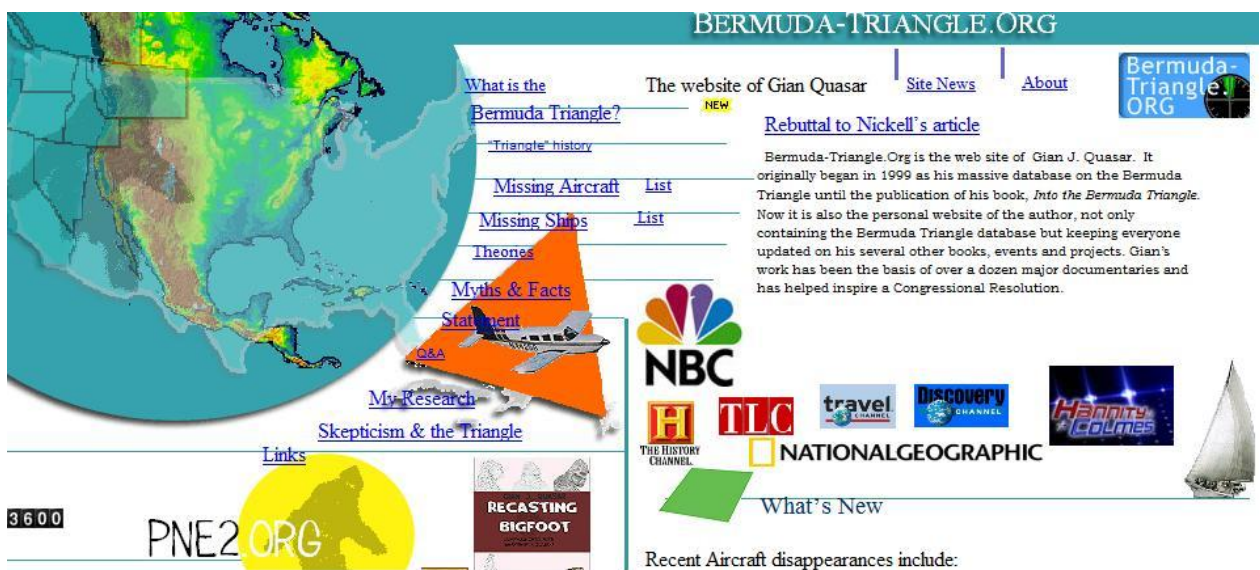 BERMUDA-TRIANGLE.ORG
The website of Gian Quasar
Site News
About
Bermuda-
Triangle.
ORG
NEW
Rebuttal to Nickell's article
What is the
Bermuda Triangle?
"Triangle" history
Missing Aircraft List
Missing Ships List
Theories
Myths & Facts
Statement
Q&A
My Research
Skepticism & the Triangle
Links
Bermuda-Triangle.Org is the web site of Gian J. Quasar. It
originally began in 1999 as his massive database on the Bermuda
Triangle until the publication of his book, Into the Bermuda Triangle.
Now it is also the personal website of the author, not only
containing the Bermuda Triangle database but keeping everyone
updated on his several other books, events and projects. Gian's
work has been the basis of over a dozen major documentaries and
has helped inspire a Congressional Resolution.
NBC
H
THE HISTORY
CHANNEL.
TLC
travel
CHANNEL
Discovery
CHANNEL
Hannity
& Colmes
NATIONALGEOGRAPHIC
3600
PNE2.ORG
GIAN J. QUASAR
RECASTING
BIGFOOT
What's New
Recent Aircraft disappearances include: